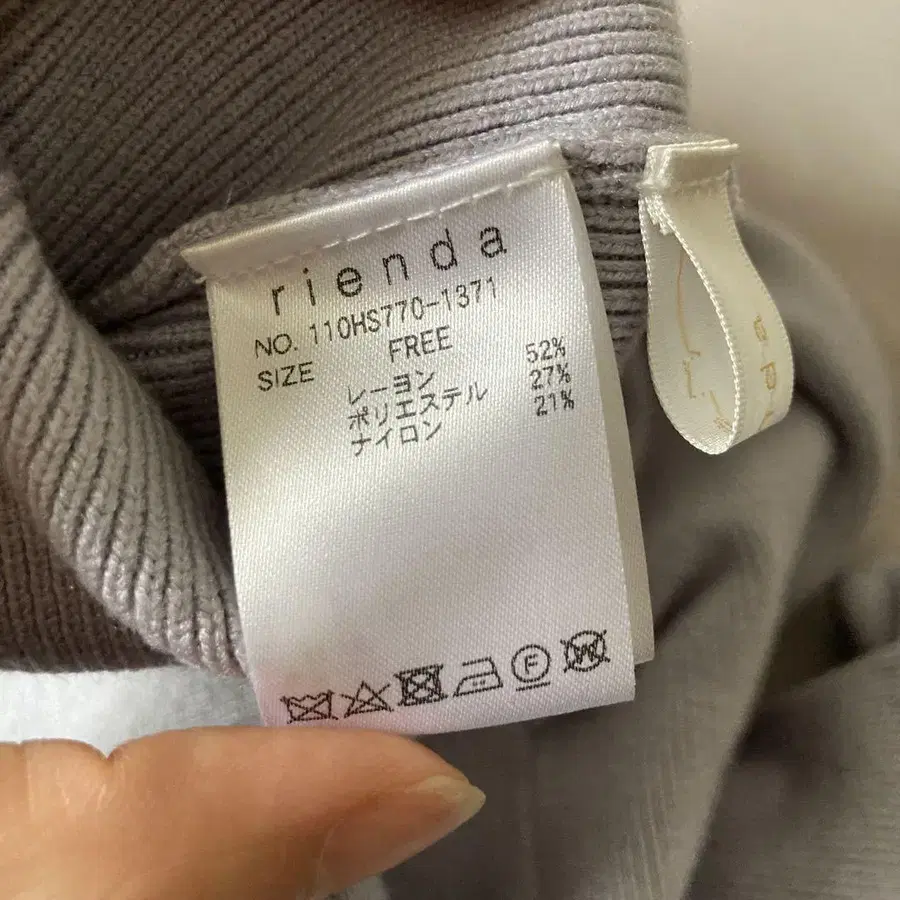 rienda
NO. 110HS770-1371
SIZE FREE
レーヨン 52%
ポリエステル 27%
ナイロン 21%
F
W